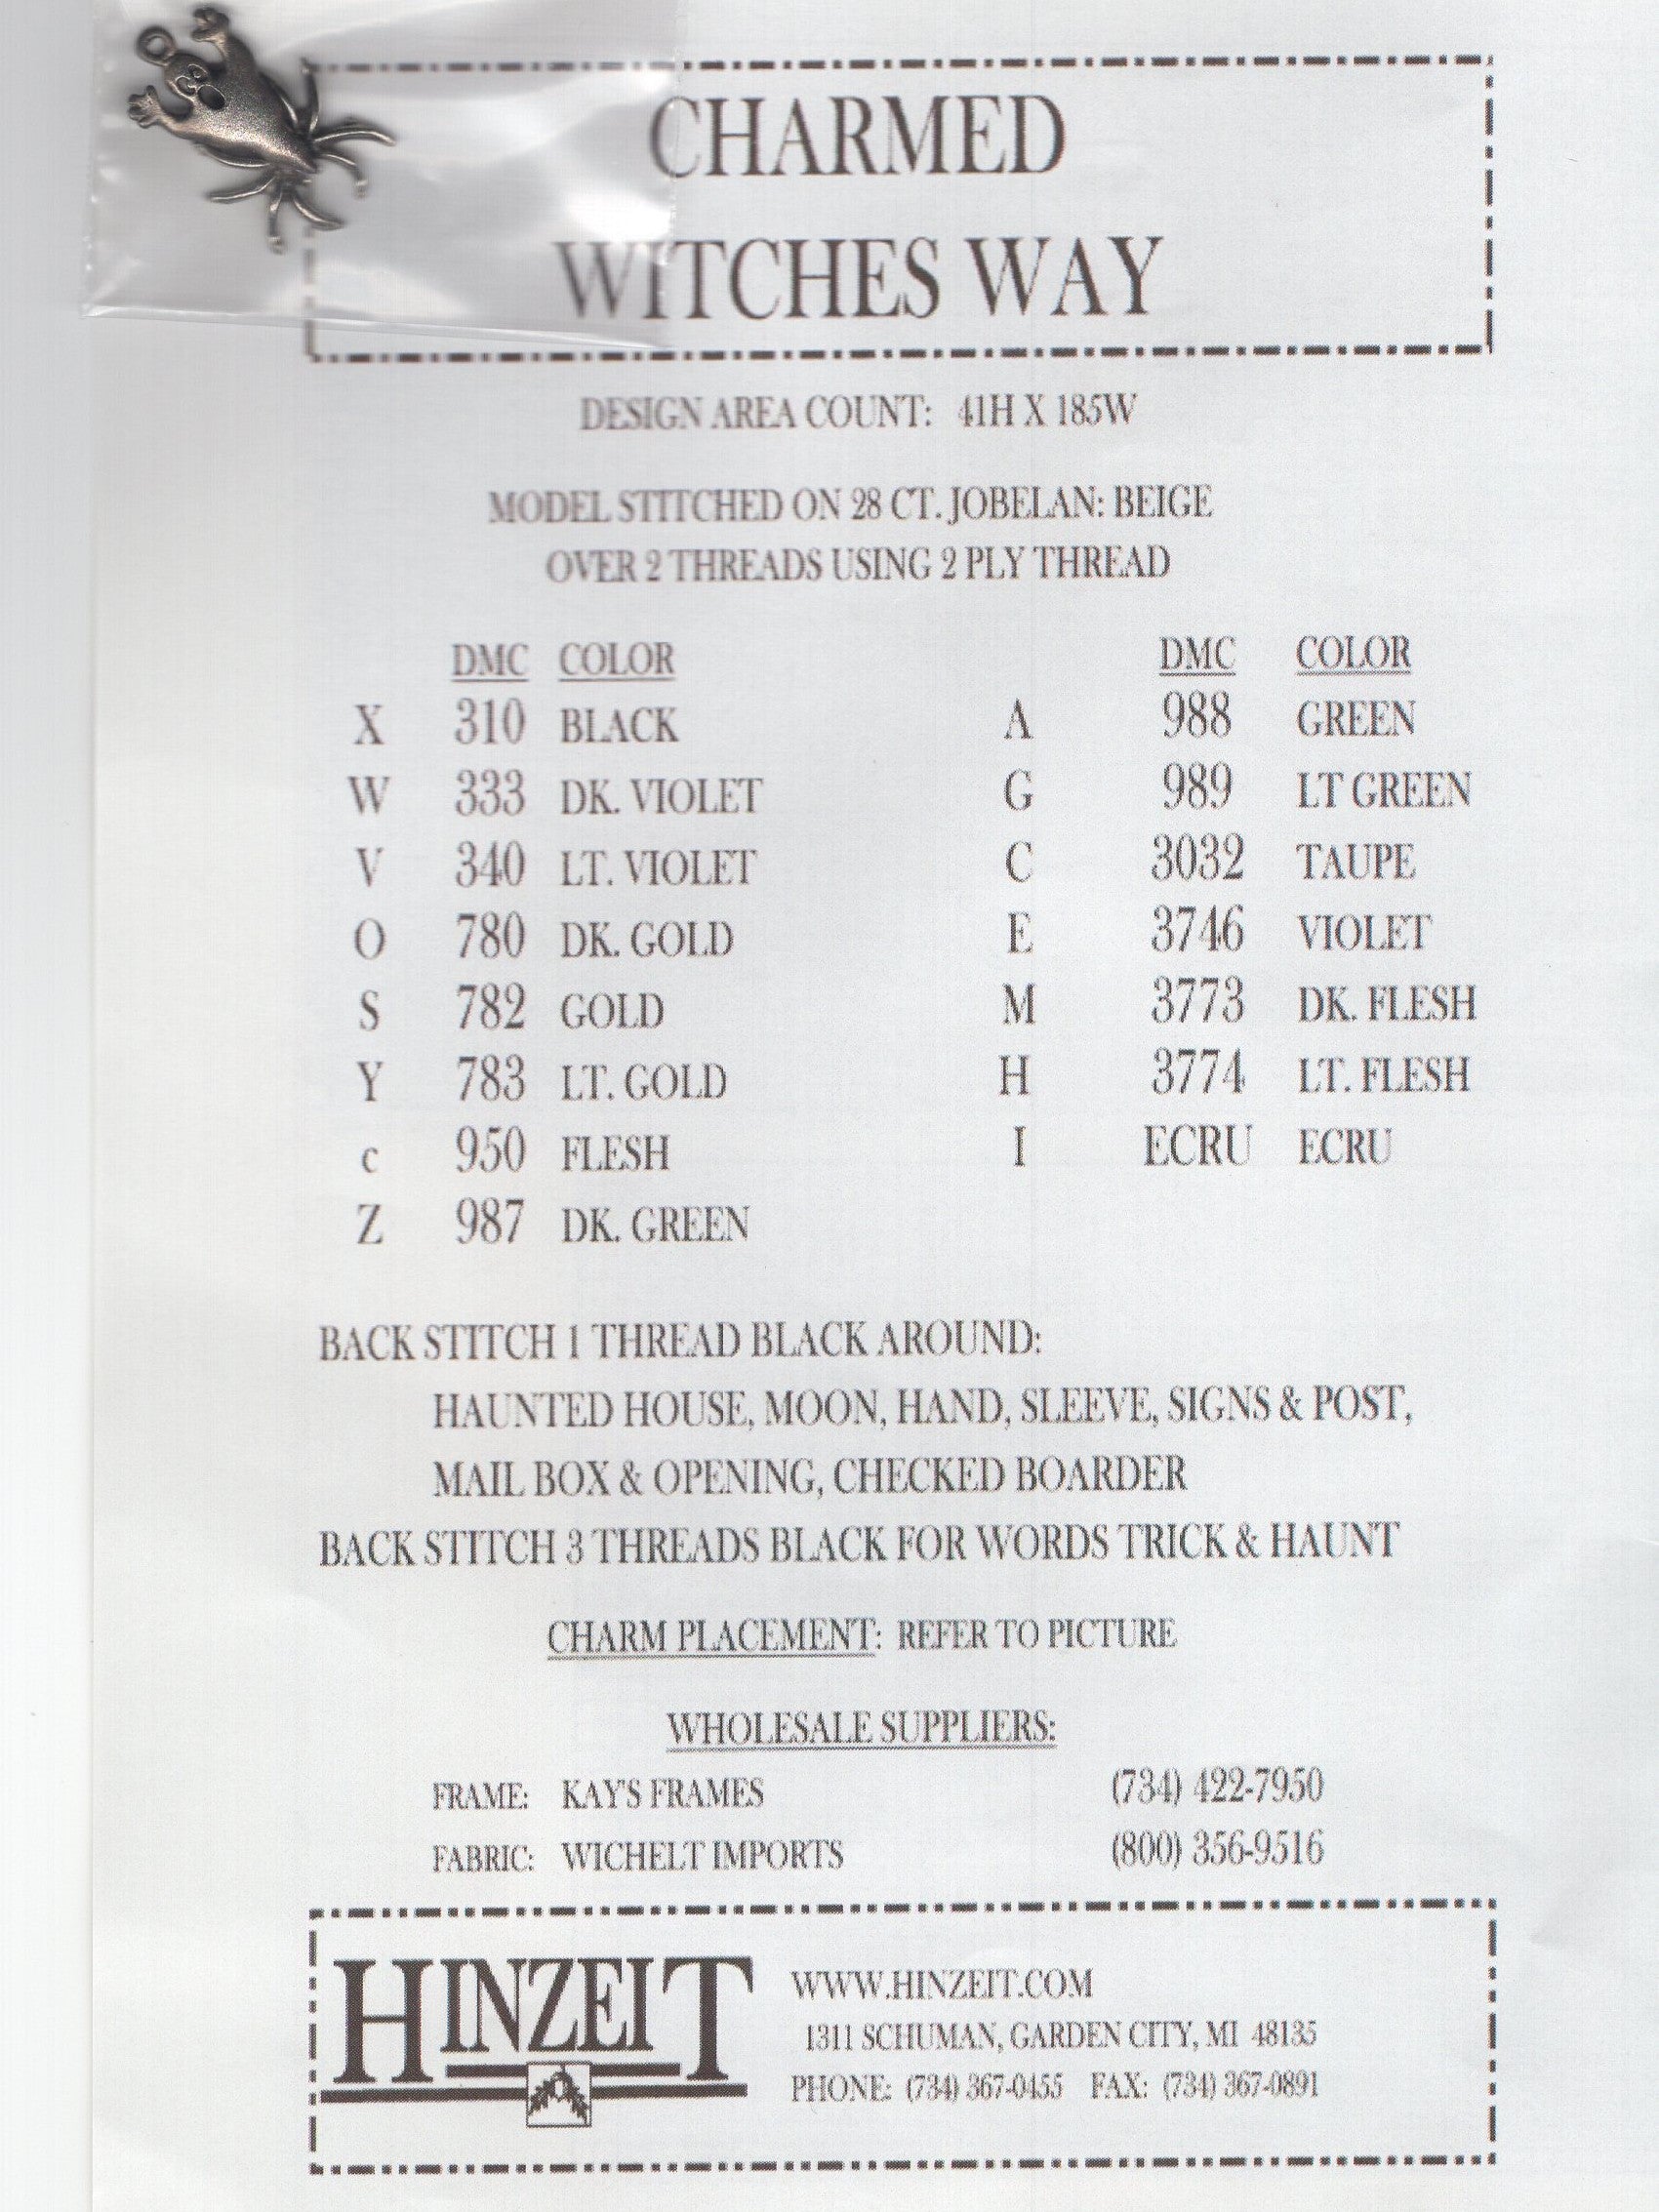 CHARMED
WITCHES WAY
DESIGN AREA COUNT: 41H X 185W
MODEL STITCHED ON 28 CT. JOBELAN: BEIGE
OVER 2 THREADS USING 2 PLY THREAD
DMC COLOR DMC COLOR
X 310 BLACK A 988 GREEN
W 333 DK. VIOLET G 989 LT GREEN
V 340 LT. VIOLET C 3032 TAUPE
O 780 DK. GOLD E 3746 VIOLET
S 782 GOLD M 3773 DK. FLESH
Y 783 LT. GOLD H 3774 LT. FLESH
c 950 FLESH I ECRU ECRU
Z 987 DK. GREEN
BACK STITCH 1 THREAD BLACK AROUND:
HAUNTED HOUSE, MOON, HAND, SLEEVE, SIGNS & POST,
MAIL BOX & OPENING, CHECKED BOARDER
BACK STITCH 3 THREADS BLACK FOR WORDS TRICK & HAUNT
CHARM PLACEMENT: REFER TO PICTURE
WHOLESALE SUPPLIERS:
FRAME: KAY'S FRAMES (734) 422-7950
FABRIC: WICHELT IMPORTS (800) 356-9516
HINZEIT
WWW.HINZEIT.COM
1311 SCHUMAN, GARDEN CITY, MI 48135
PHONE: (734) 367-0455 FAX: (734) 367-0891